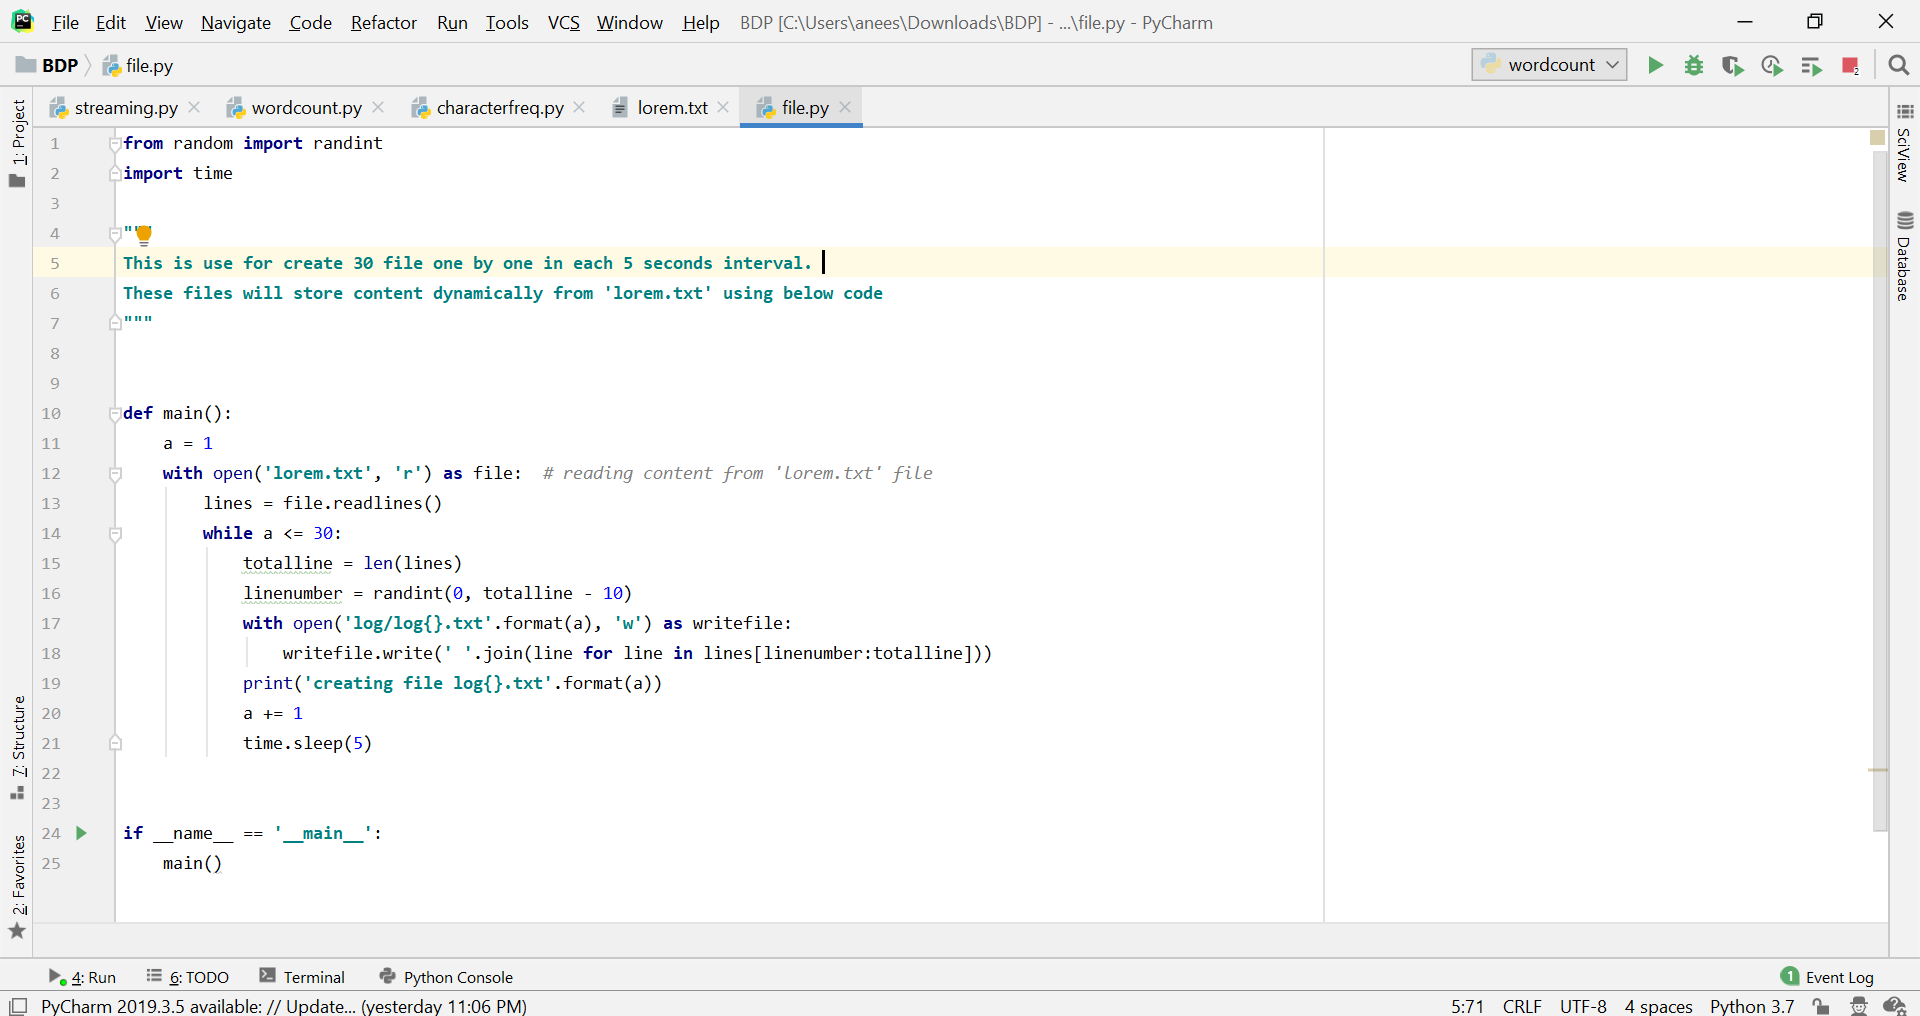 File Edit View Navigate Code Refactor Run Tools VCS Window Help BDP [C:\Users\anees\Downloads\BDP] - ...\file.py - PyCharm
BDP file.py wordcount
streaming.py wordcount.py characterfreq.py lorem.txt file.py
1 from random import randint
2 import time
3
4 "
5 This is use for create 30 file one by one in each 5 seconds interval.
6 These files will store content dynamically from 'lorem.txt' using below code
7 """
8
9
10 def main():
11 a = 1
12 with open('lorem.txt', 'r') as file:  # reading content from 'lorem.txt' file
13 lines = file.readlines()
14 while a <= 30:
15 totalline = len(lines)
16 linenumber = randint(0, totalline - 10)
17 with open('log/log{}.txt'.format(a), 'w') as writefile:
18 writefile.write(' '.join(line for line in lines[linenumber:totalline]))
19 print('creating file log{}.txt'.format(a))
20 a += 1
21 time.sleep(5)
22
23
24 if __name__ == '__main__':
25 main()
1: Project
7: Structure
2: Favorites
SciView
Database
4: Run 6: TODO Terminal Python Console 1 Event Log
PyCharm 2019.3.5 available: // Update... (yesterday 11:06 PM) 5:71 CRLF UTF-8 4 spaces Python 3.7